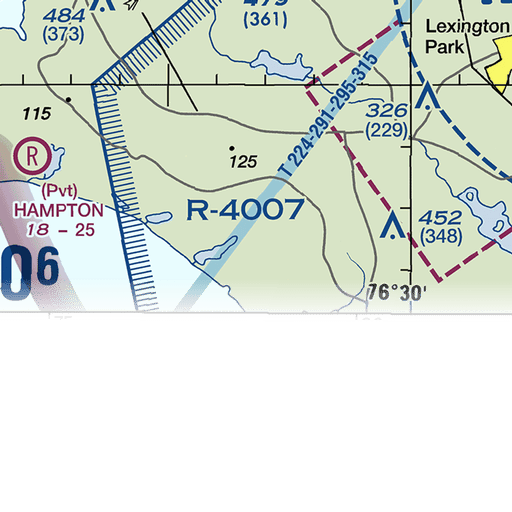 484
(373)
479
(361)
Lexington
Park
115
125
326
(229)
T 224-291-295-315
R
(Pvt)
HAMPTON
18 - 25
R-4007
452
(348)
06
76°30'